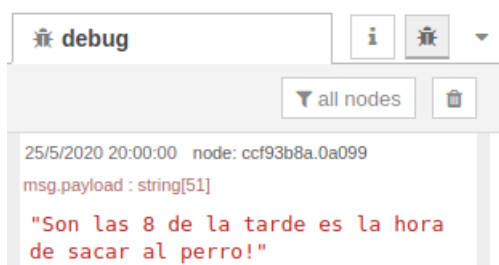 debug
i
all nodes
25/5/2020 20:00:00 node: ccf93b8a.0a099
msg.payload : string[51]
"Son las 8 de la tarde es la hora
de sacar al perro!"